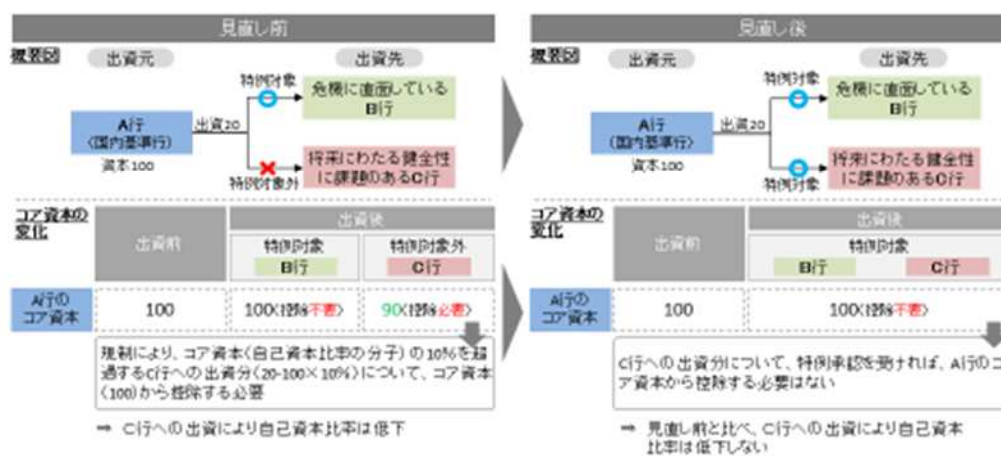 見直し前
概要図
出資元
出資先
特例対象
危機に直面している
B行
A行
(国内基準行)
出資20
資本100
将来にわたる健全性
に課題のあるC行
特例対象外
コア資本の
変化
出資前
出資後
特例対象
B行
特例対象外
C行
A行の
コア資本
100
100(控除不要)
90(控除必要)
規制により、コア資本(自己資本比率の分子)の10%を超
過するC行への出資分(20-100×10%)について、コア資本
(100)から控除する必要
⇒ C行への出資により自己資本比率は低下
見直し後
概要図
出資元
出資先
特例対象
危機に直面している
B行
A行
(国内基準行)
出資20
資本100
将来にわたる健全性
に課題のあるC行
特例対象
コア資本の
変化
出資前
出資後
特例対象
B行
C行
A行の
コア資本
100
100(控除不要)
C行への出資分について、特例承認を受ければ、A行のコ
ア資本から控除する必要はない
⇒ 見直し前と比べ、C行への出資により自己資本
比率は低下しない